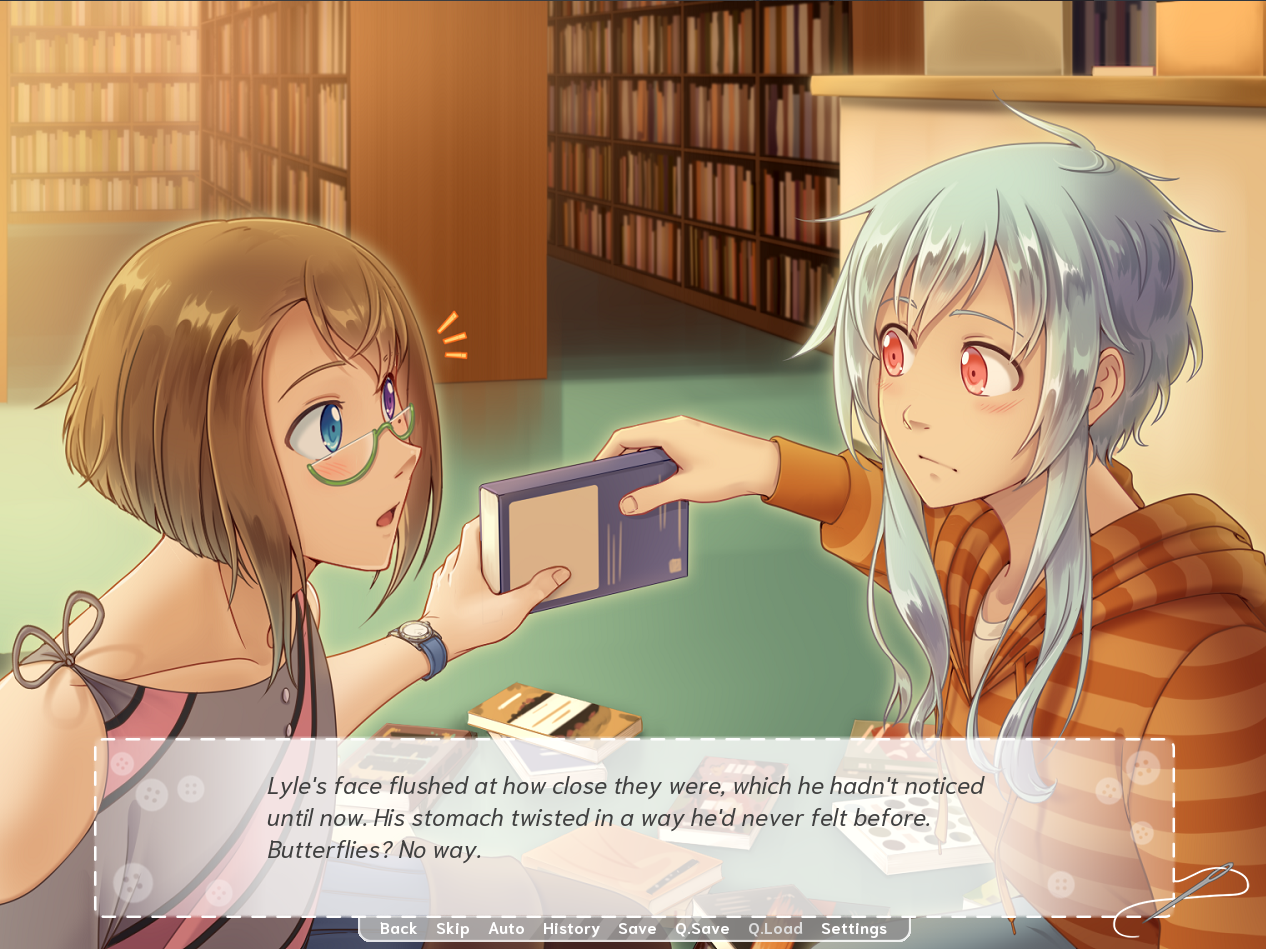 Lyle's face flushed at how close they were, which he hadn't noticed
until now. His stomach twisted in a way he'd never felt before.
Butterflies? No way.
Back Skip Auto History Save Q.Save Q.Load Settings